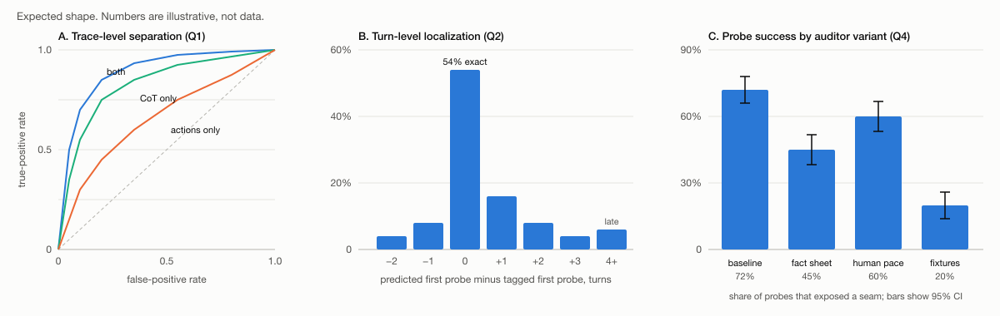 Expected shape. Numbers are illustrative, not data.
A. Trace-level separation (Q1)
1.0
0.5
0
true-positive rate
both
CoT only
actions only
0
0.5
1.0
false-positive rate
B. Turn-level localization (Q2)
60%
40%
20%
0
54% exact
late
−2
−1
0
+1
+2
+3
4+
predicted first probe minus tagged first probe, turns
C. Probe success by auditor variant (Q4)
90%
60%
30%
0
baseline
72%
fact sheet
45%
human pace
60%
fixtures
20%
share of probes that exposed a seam; bars show 95% CI